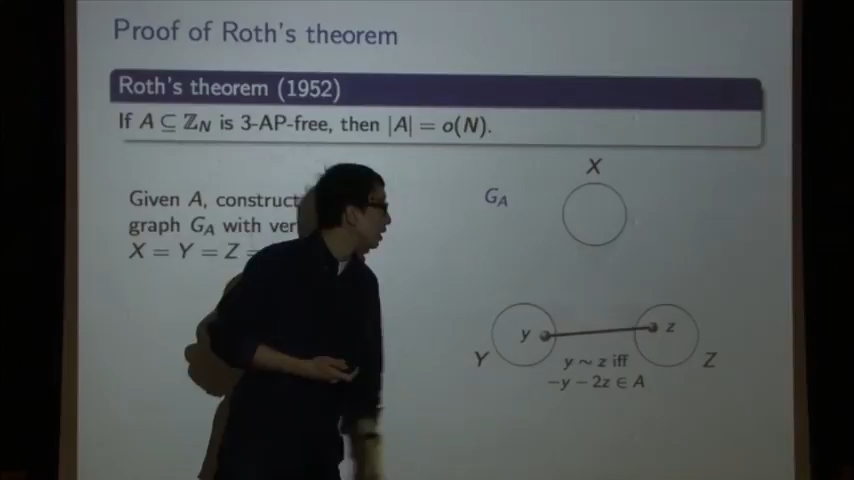 Proof of Roth's theorem
Roth's theorem (1952)
If A ⊆ ℤ_N is 3-AP-free, then |A| = o(N).
Given A, construct
graph G_A with
X = Y = Z
G_A
X
y
z
Y
y ~ z iff
Z
−y − 2z ∈ A